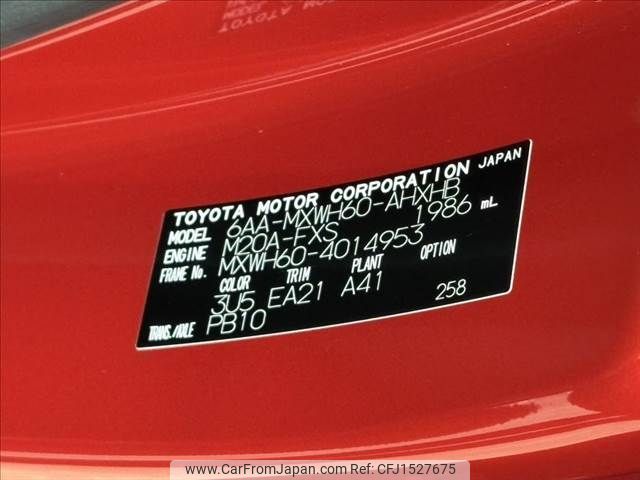 TOYOTA MOTOR CORPORATION JAPAN
MODEL 6AA-MXWH60-AHXHB
ENGINE M20A-FXS 1986 mL
FRAME No. MXWH60-4014953
COLOR TRIM PLANT OPTION
3U5 EA21 A41
TRANS./AXLE PB10 258
www.CarFromJapan.com - CFJ1527675